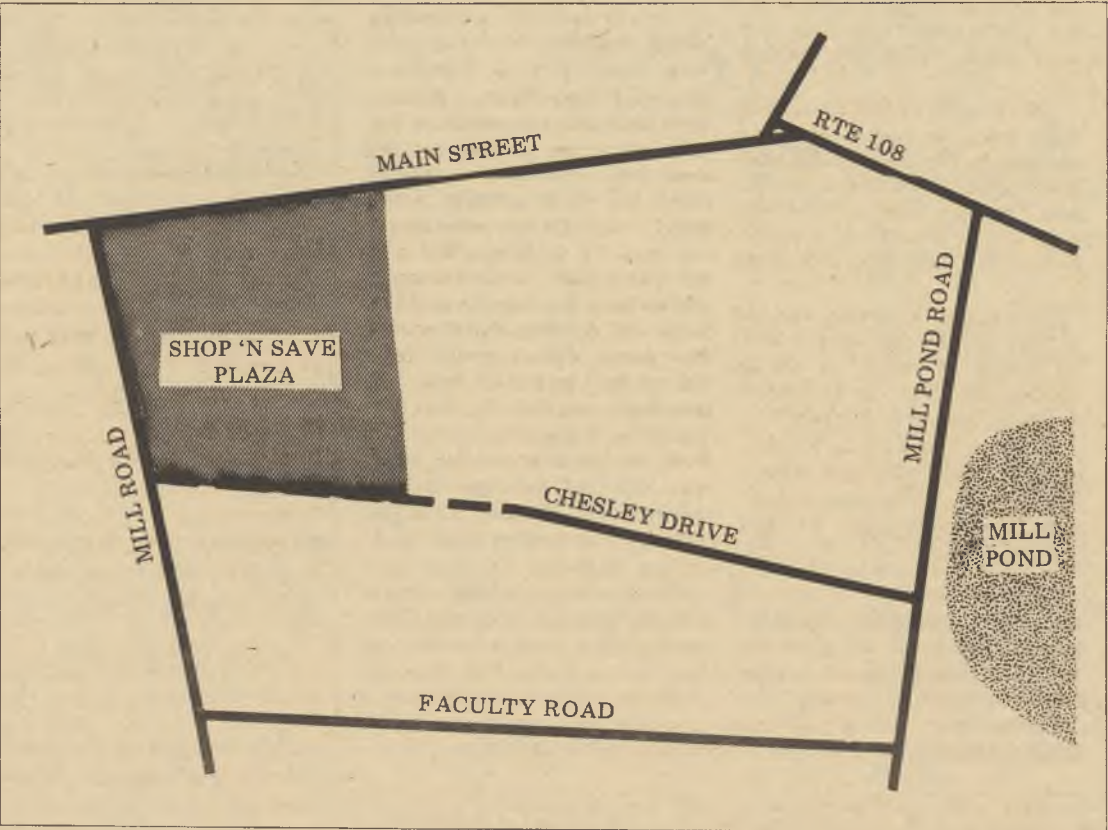 MAIN STREET
RTE 108
SHOP ‘N SAVE
PLAZA
MILL ROAD
MILL POND ROAD
CHESLEY DRIVE
MILL
POND
FACULTY ROAD